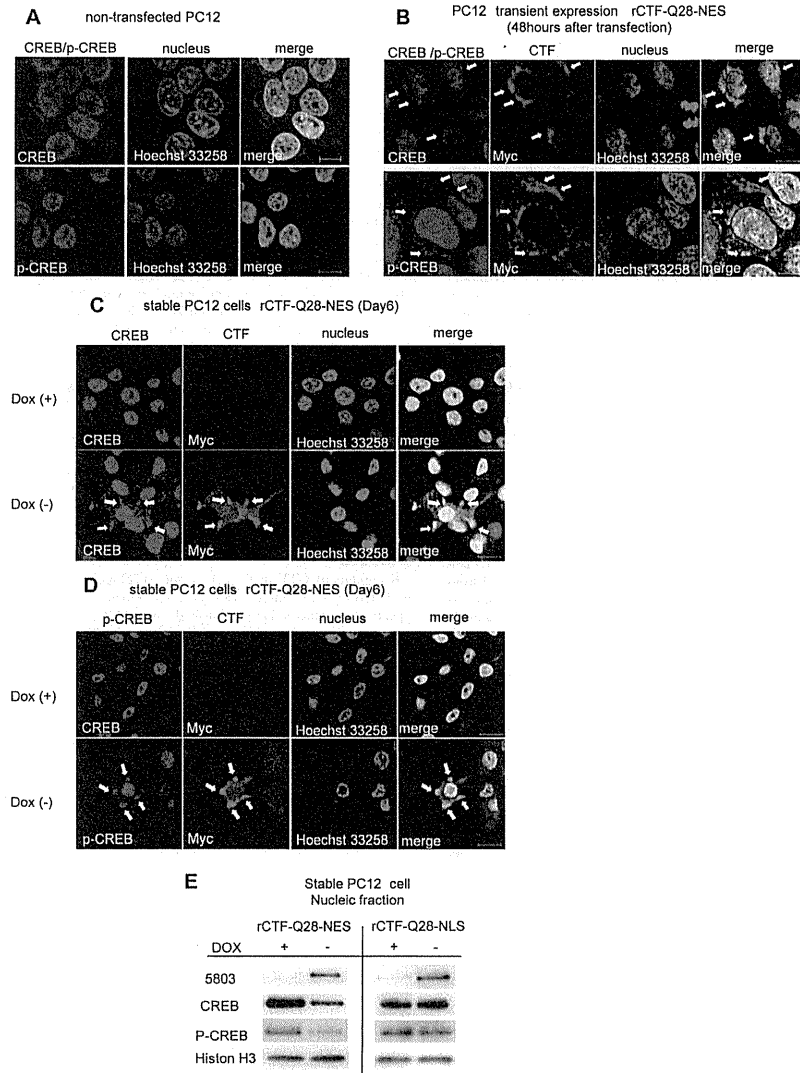 A
non-transfected PC12
CREB/p-CREB nucleus merge
CREB Hoechst 33258 merge
p-CREB Hoechst 33258 merge
B
PC12 transient expression rCTF-Q28-NES
(48hours after transfection)
CREB /p-CREB CTF nucleus merge
CREB Myc Hoechst 33258 merge
p-CREB Myc Hoechst 33258 merge
C
stable PC12 cells rCTF-Q28-NES (Day6)
CREB CTF nucleus merge
Dox (+)
CREB Myc Hoechst 33258 merge
Dox (-)
CREB Myc Hoechst 33258 merge
D
stable PC12 cells rCTF-Q28-NES (Day6)
p-CREB CTF nucleus merge
Dox (+)
CREB Myc Hoechst 33258 merge
Dox (-)
p-CREB Myc Hoechst 33258 merge
E
Stable PC12 cell
Nucleic fraction
rCTF-Q28-NES rCTF-Q28-NLS
DOX + - + -
5803
CREB
P-CREB
Histon H3